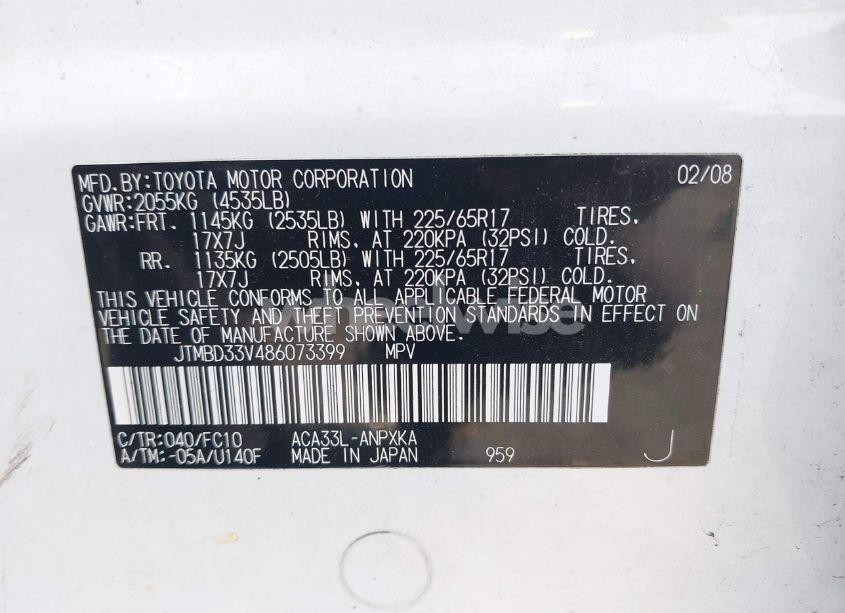 MFD.BY:TOYOTA MOTOR CORPORATION 02/08
GVWR:2055KG (4535LB)
GAWR:FRT. 1145KG (2535LB) WITH 225/65R17 TIRES,
17X7J RIMS, AT 220KPA (32PSI) COLD.
RR. 1135KG (2505LB) WITH 225/65R17 TIRES,
17X7J RIMS, AT 220KPA (32PSI) COLD.
THIS VEHICLE CONFORMS TO ALL APPLICABLE FEDERAL MOTOR
VEHICLE SAFETY AND THEFT PREVENTION STANDARDS IN EFFECT ON
THE DATE OF MANUFACTURE SHOWN ABOVE.
JTMBD33V486073399 MPV
C/TR:040/FC10 ACA33L-ANPXKA
A/TM:-05A/U140F MADE IN JAPAN 959 J